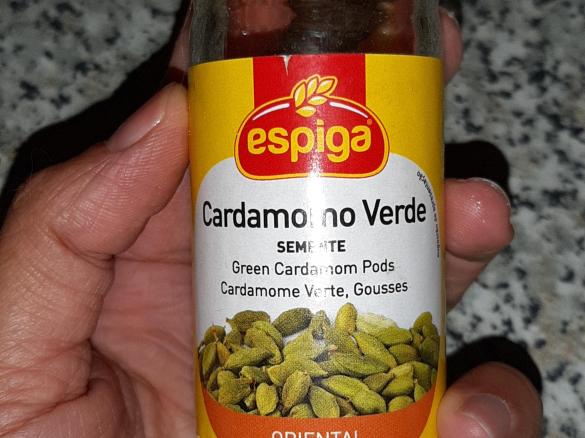 espiga
Cardamomo Verde
SEMENTE
Green Cardamom Pods
Cardamome Verte, Gousses
ORIENTAL